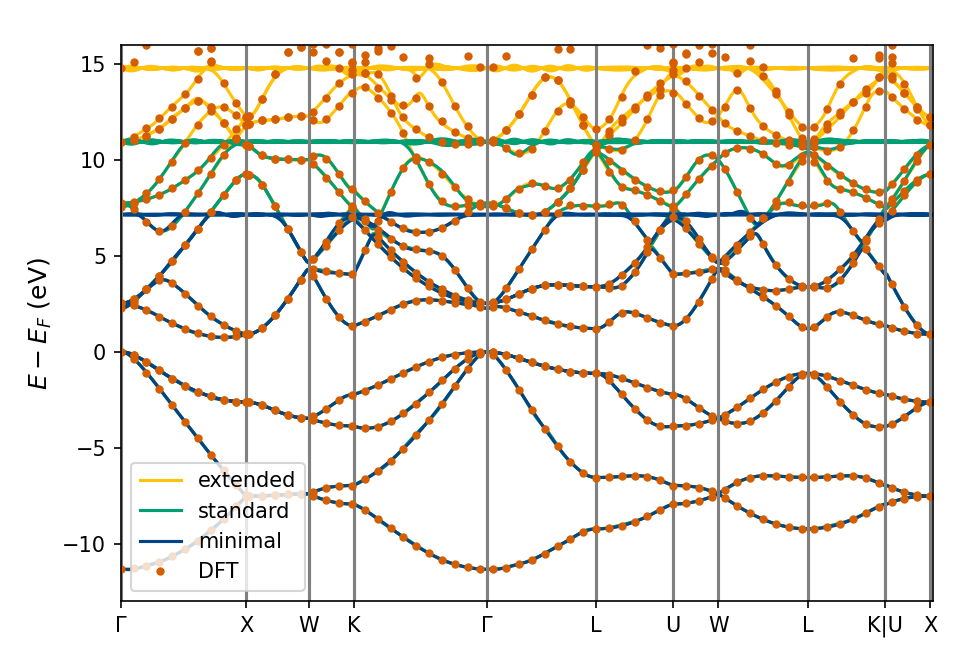 15
10
5
0
−5
−10
E − E_F (eV)
extended
standard
minimal
DFT
Γ X W K Γ L U W L K|U X